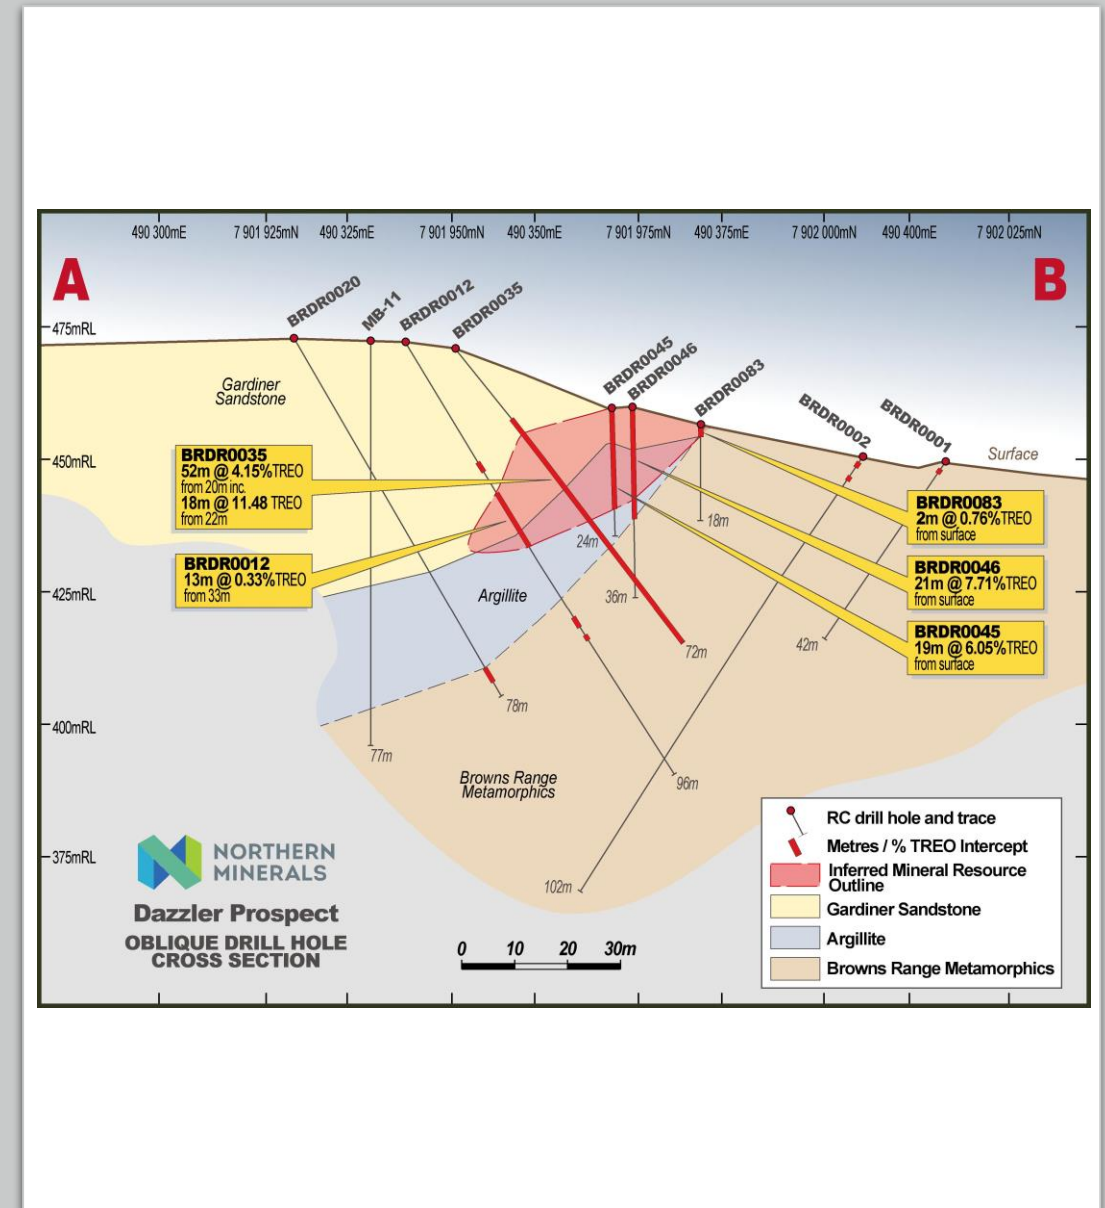 490 300mE
7 901 925mN
490 325mE
7 901 950mN
490 350mE
7 901 975mN
490 375mE
7 902 000mN
490 400mE
7 902 025mN
A
B
BRDR0020
MB-11
BRDR0012
BRDR0035
BRDR0045
BRDR0046
BRDR0083
BRDR0002
BRDR0001
475mRL
Gardiner
Sandstone
Surface
450mRL
BRDR0035
52m @ 4.15%TREO
from 20m inc.
18m @ 11.48 TREO
from 22m
BRDR0083
2m @ 0.76%TREO
from surface
18m
24m
BRDR0012
13m @ 0.33%TREO
from 33m
BRDR0046
21m @ 7.71%TREO
from surface
425mRL
Argillite
36m
BRDR0045
19m @ 6.05%TREO
from surface
42m
72m
78m
400mRL
77m
Browns Range
Metamorphics
96m
102m
375mRL
NORTHERN
MINERALS
Dazzler Prospect
OBLIQUE DRILL HOLE
CROSS SECTION
0 10 20 30m
RC drill hole and trace
Metres / % TREO Intercept
Inferred Mineral Resource
Outline
Gardiner Sandstone
Argillite
Browns Range Metamorphics